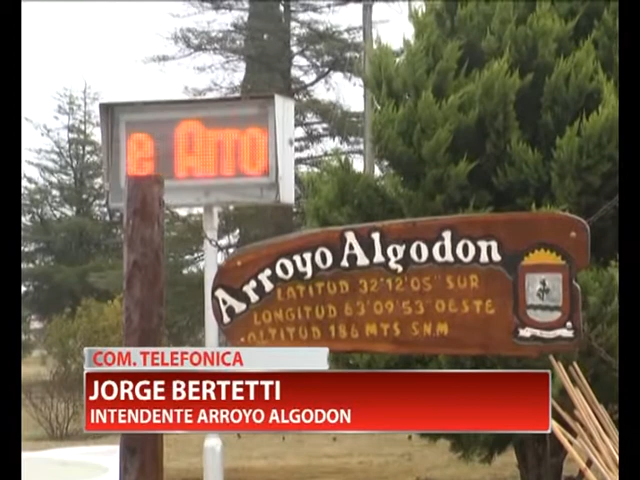 e Arro
Arroyo Algodon
LATITUD 32°12'05" SUR
LONGITUD 63°09'53" OESTE
ALTITUD 186 MTS S.N.M
COM. TELEFONICA
JORGE BERTETTI
INTENDENTE ARROYO ALGODON